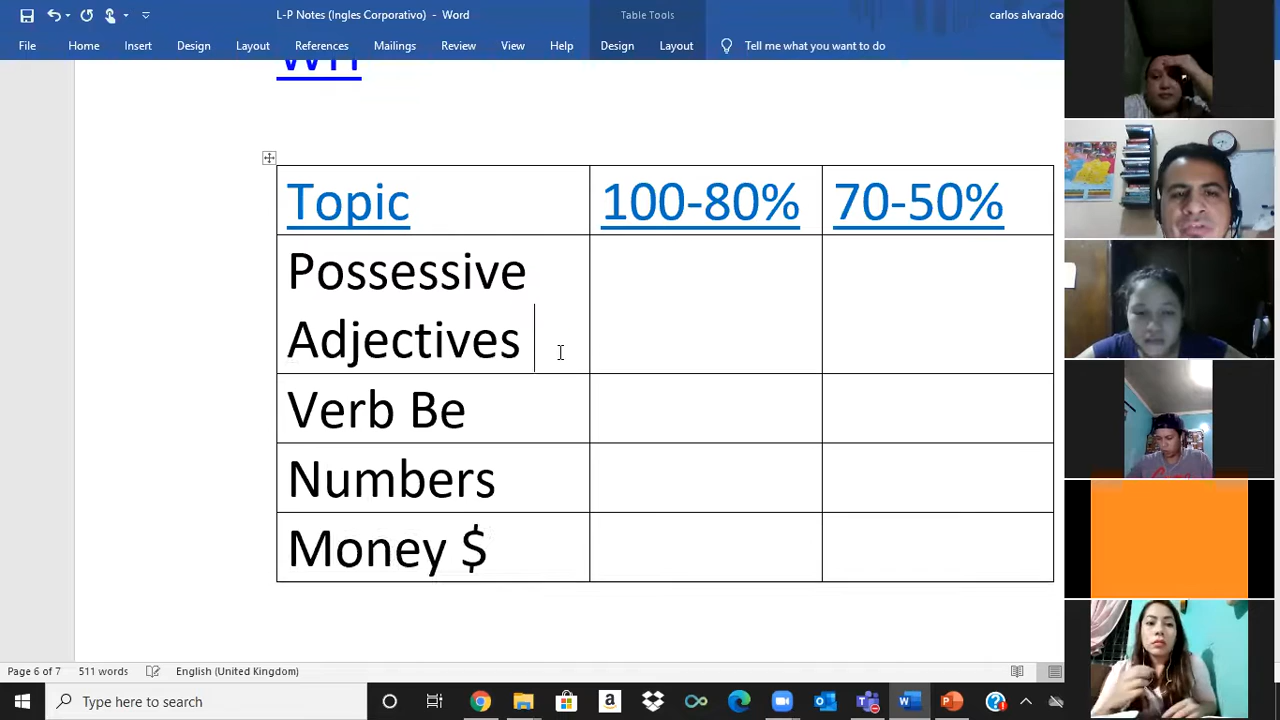 L-P Notes (Ingles Corporativo) - Word
Table Tools
carlos alvarado
File Home Insert Design Layout References Mailings Review View Help Design Layout Tell me what you want to do
WH
Topic 100-80% 70-50%
Possessive
Adjectives
Verb Be
Numbers
Money $
Page 6 of 7 511 words English (United Kingdom)
Type here to search